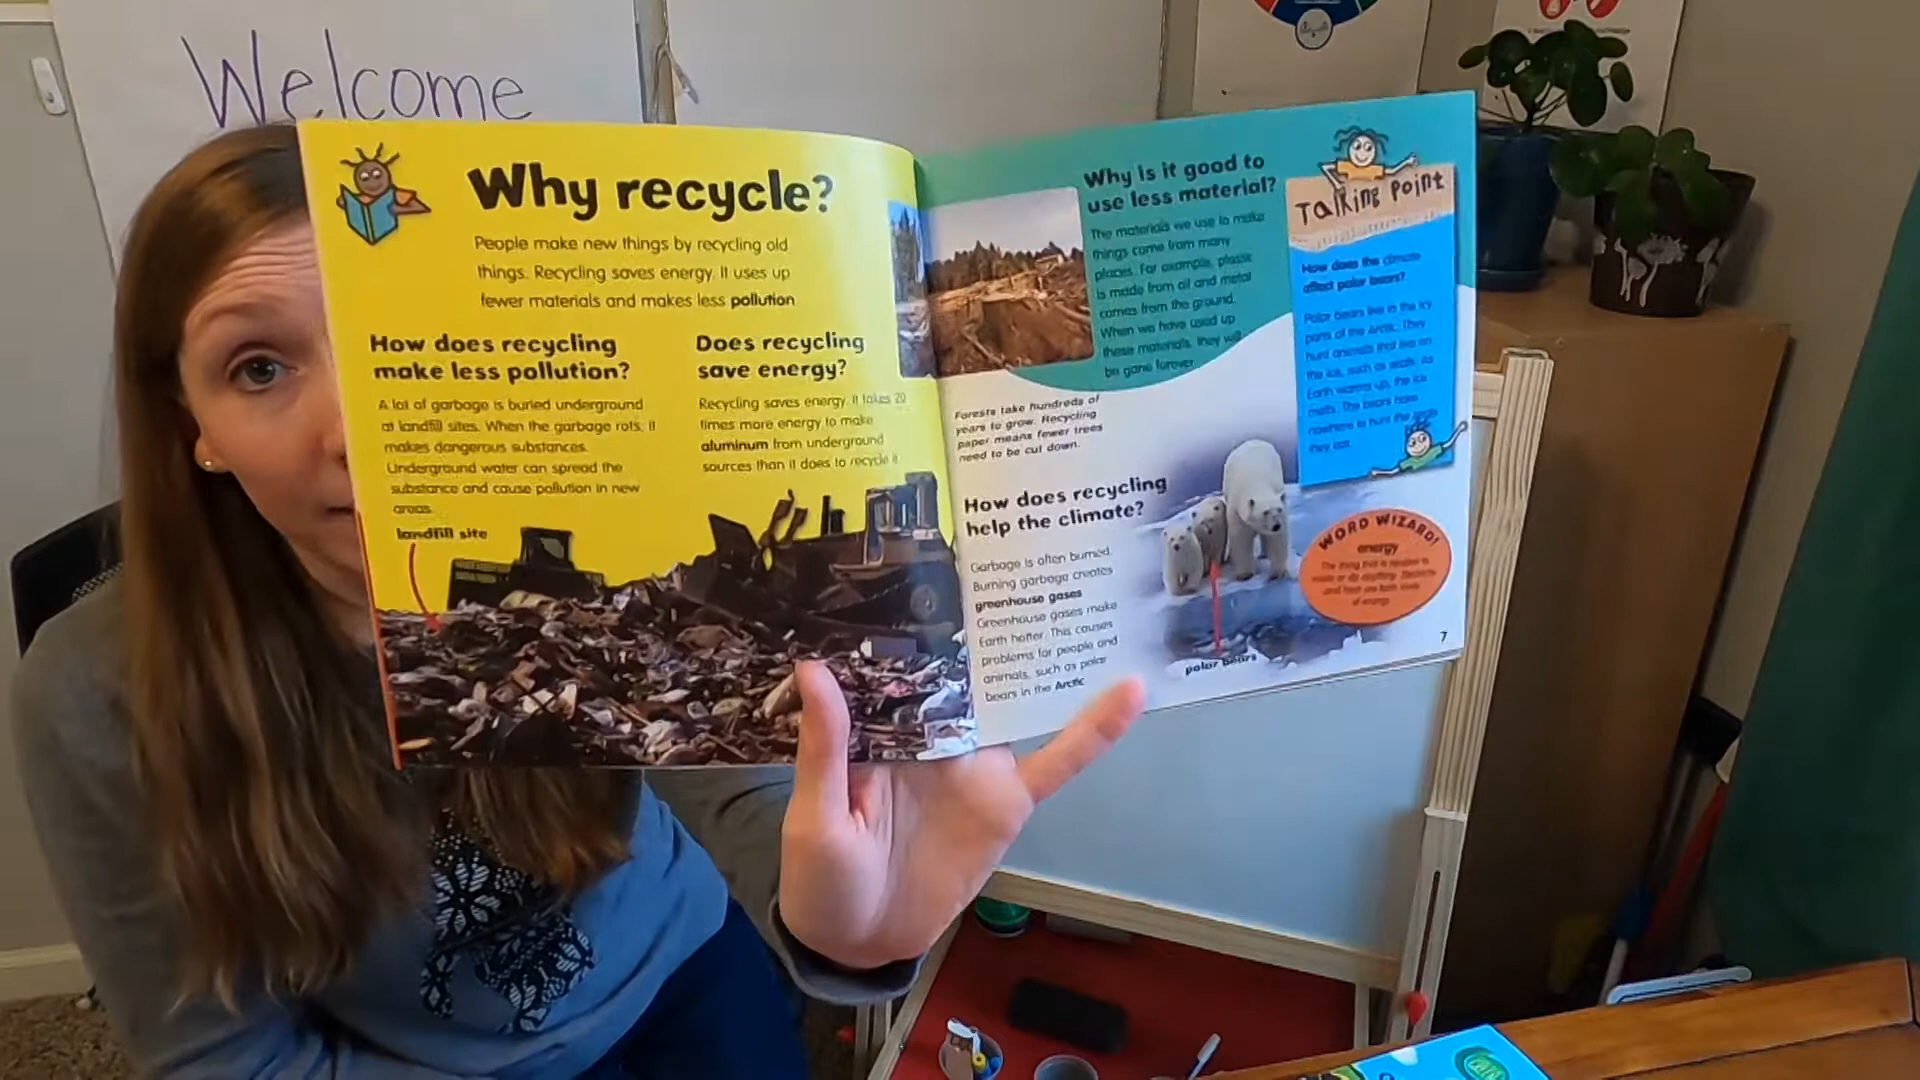 Welcome
Why recycle?
People make new things by recycling old
things. Recycling saves energy. It uses up
fewer materials and makes less pollution
How does recycling
make less pollution?
A lot of garbage is buried underground
at landfill sites. When the garbage rots, it
makes dangerous substances.
Underground water can spread the
substance and cause pollution in new
areas.
landfill site
Does recycling
save energy?
Recycling saves energy. It takes 20
times more energy to make
aluminum from underground
sources than it does to recycle it.
Why is it good to
use less material?
The materials we use to make
things come from many
places. For example, plastic
is made from oil and metal
comes from the ground.
When we have used up
these materials, they will
be gone forever.
Forests take hundreds of
years to grow. Recycling
paper means fewer trees
need to be cut down.
How does recycling
help the climate?
Garbage is often burned.
Burning garbage creates
greenhouse gases
Greenhouse gases make
Earth hotter. This causes
problems for people and
animals, such as polar
bears in the Arctic
polar bears
Talking Point
How does the climate
affect polar bears?
Polar bears live in the icy
parts of the Arctic. They
hunt animals that live on
the ice, such as seals. As
Earth warms up, the ice
melts. The bears have
nowhere to hunt the
they eat.
WORD WIZARD!
energy
7